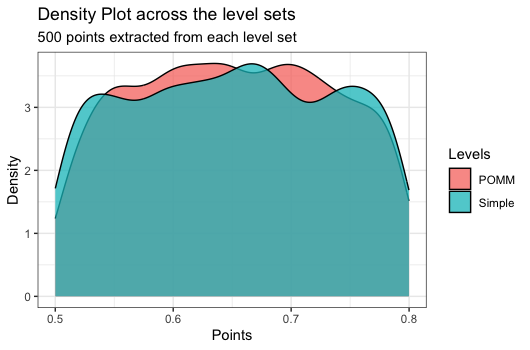 Density Plot across the level sets
500 points extracted from each level set
Density
3
2
1
0
0.5 0.6 0.7 0.8
Points
Levels
POMM
Simple